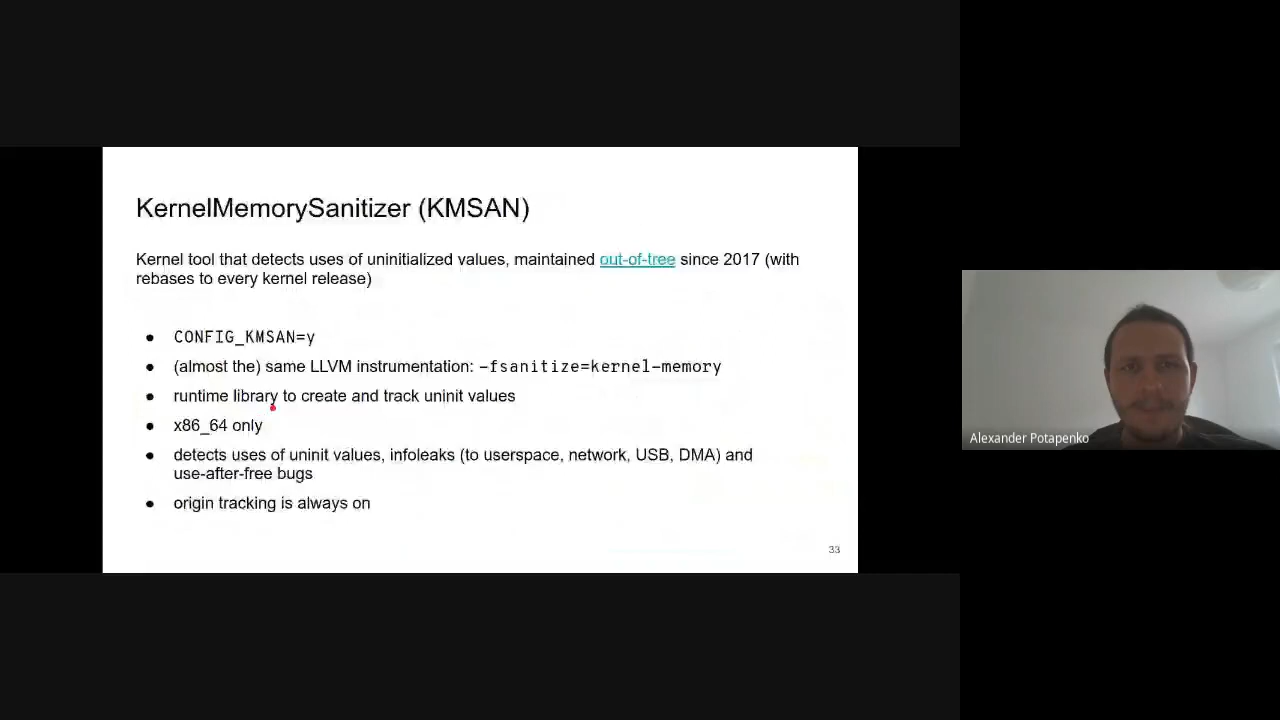 KernelMemorySanitizer (KMSAN)
Kernel tool that detects uses of uninitialized values, maintained out-of-tree since 2017 (with
rebases to every kernel release)
● CONFIG_KMSAN=y
● (almost the) same LLVM instrumentation: -fsanitize=kernel-memory
● runtime library to create and track uninit values
● x86_64 only
● detects uses of uninit values, infoleaks (to userspace, network, USB, DMA) and
use-after-free bugs
● origin tracking is always on
33
Alexander Potapenko